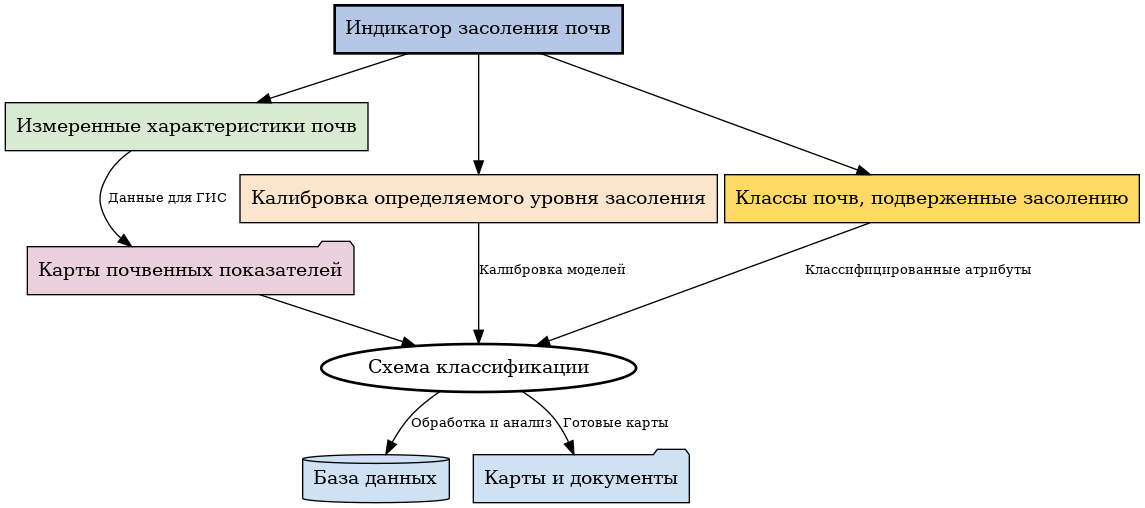 Индикатор засоления почв
Измеренные характеристики почв
Данные для ГИС
Калибровка определяемого уровня засоления
Классы почв, подверженные засолению
Карты почвенных показателей
Калибровка моделей
Классифицированные атрибуты
Схема классификации
Обработка и анализ
Готовые карты
База данных
Карты и документы